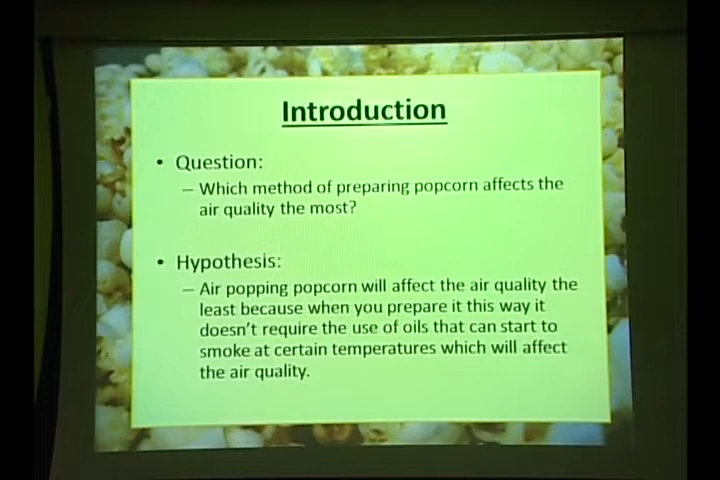 Introduction
• Question:
– Which method of preparing popcorn affects the
air quality the most?
• Hypothesis:
– Air popping popcorn will affect the air quality the
least because when you prepare it this way it
doesn't require the use of oils that can start to
smoke at certain temperatures which will affect
the air quality.